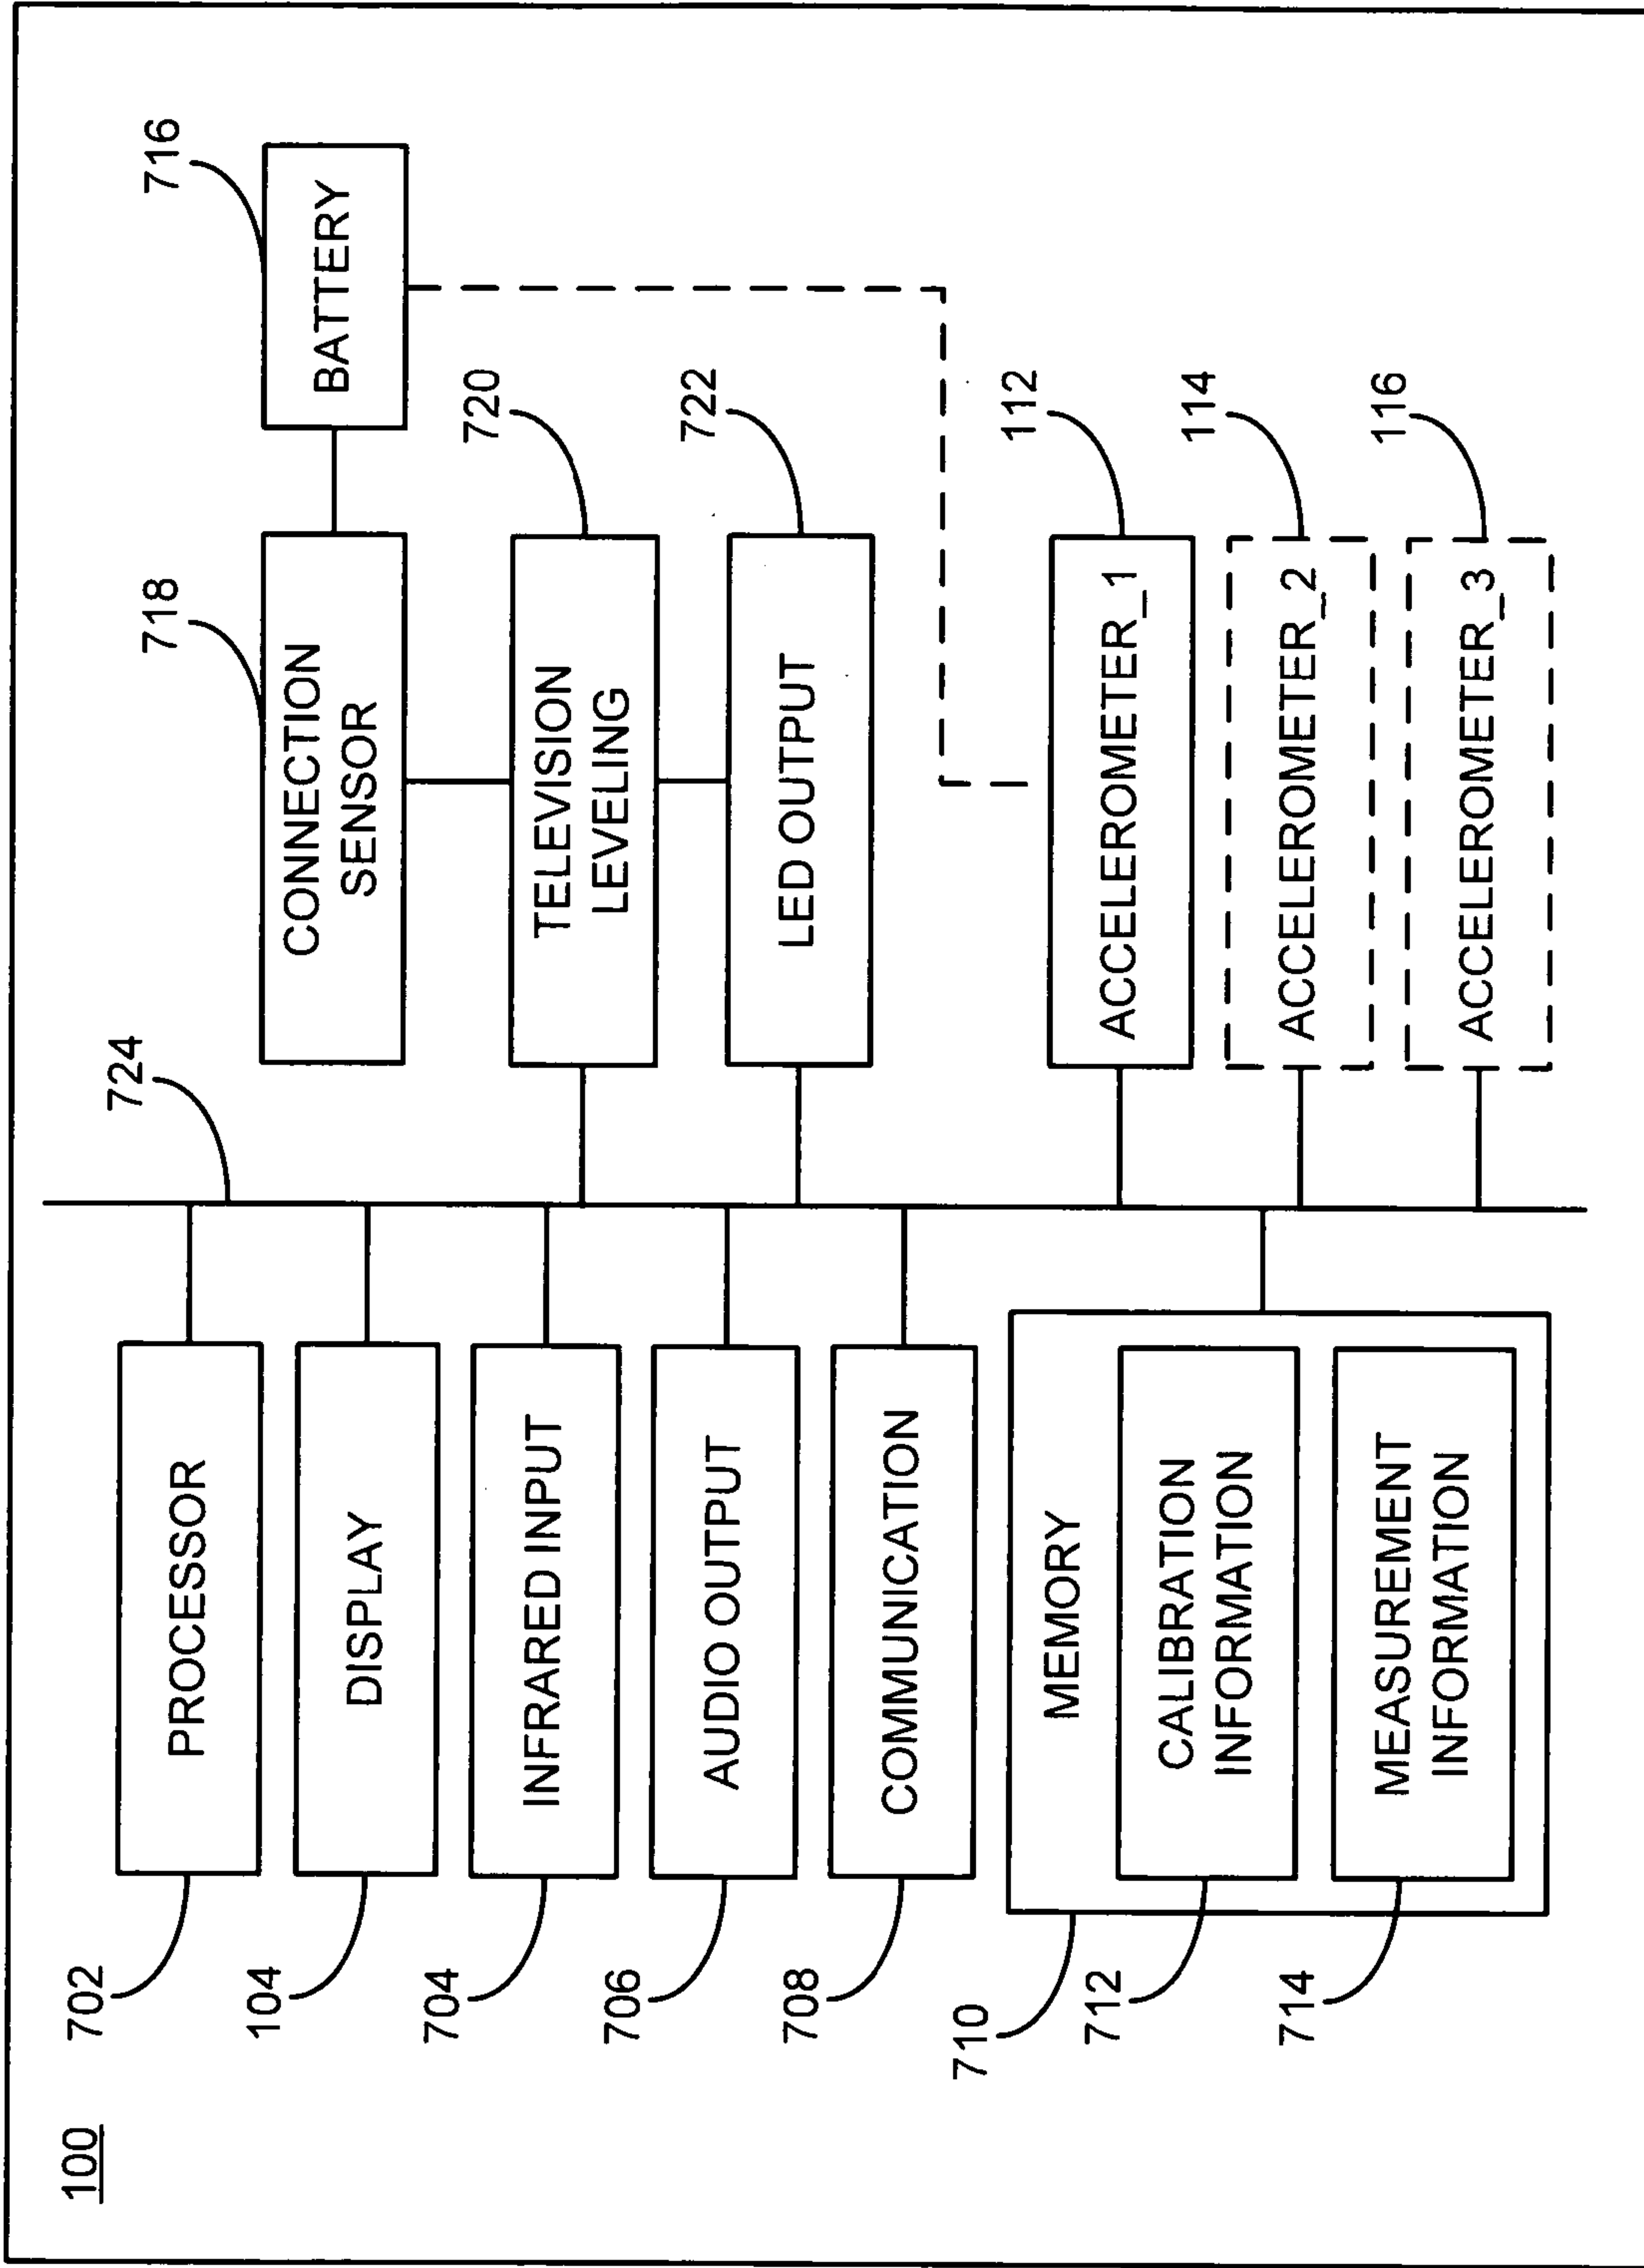 100
702
PROCESSOR
104
DISPLAY
704
INFRARED INPUT
706
AUDIO OUTPUT
708
COMMUNICATION
710
MEMORY
712
CALIBRATION
INFORMATION
714
MEASUREMENT
INFORMATION
724
718
CONNECTION
SENSOR
716
BATTERY
720
TELEVISION
LEVELING
722
LED OUTPUT
112
ACCELEROMETER_1
114
ACCELEROMETER_2
116
ACCELEROMETER_3